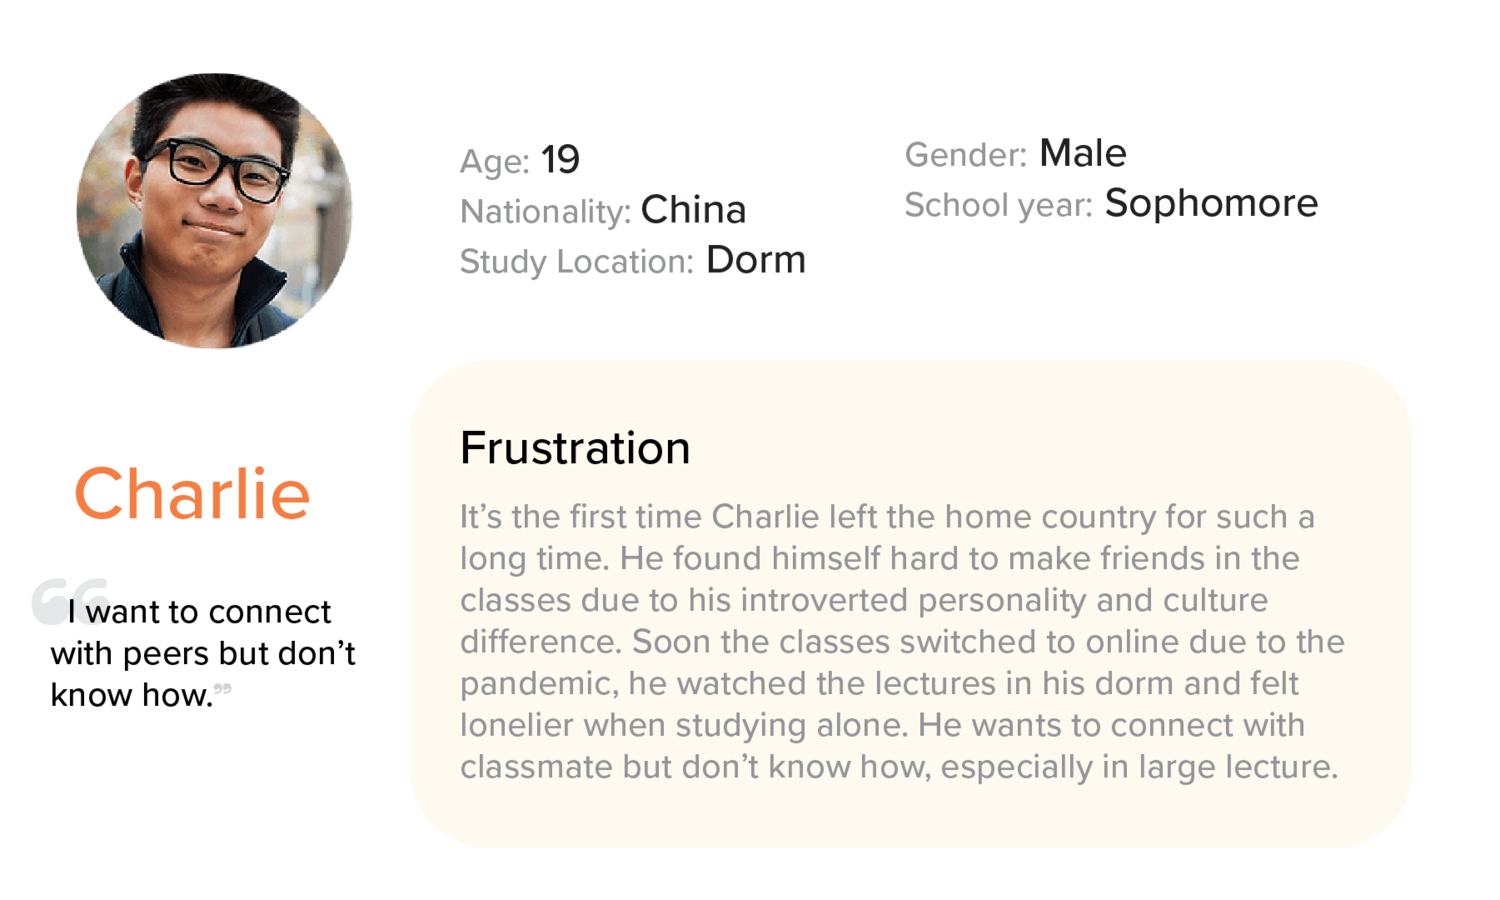 Age: 19
Nationality: China
Study Location: Dorm
Gender: Male
School year: Sophomore
Charlie
“I want to connect
with peers but don’t
know how.”
Frustration
It’s the first time Charlie left the home country for such a
long time. He found himself hard to make friends in the
classes due to his introverted personality and culture
difference. Soon the classes switched to online due to the
pandemic, he watched the lectures in his dorm and felt
lonelier when studying alone. He wants to connect with
classmate but don’t know how, especially in large lecture.